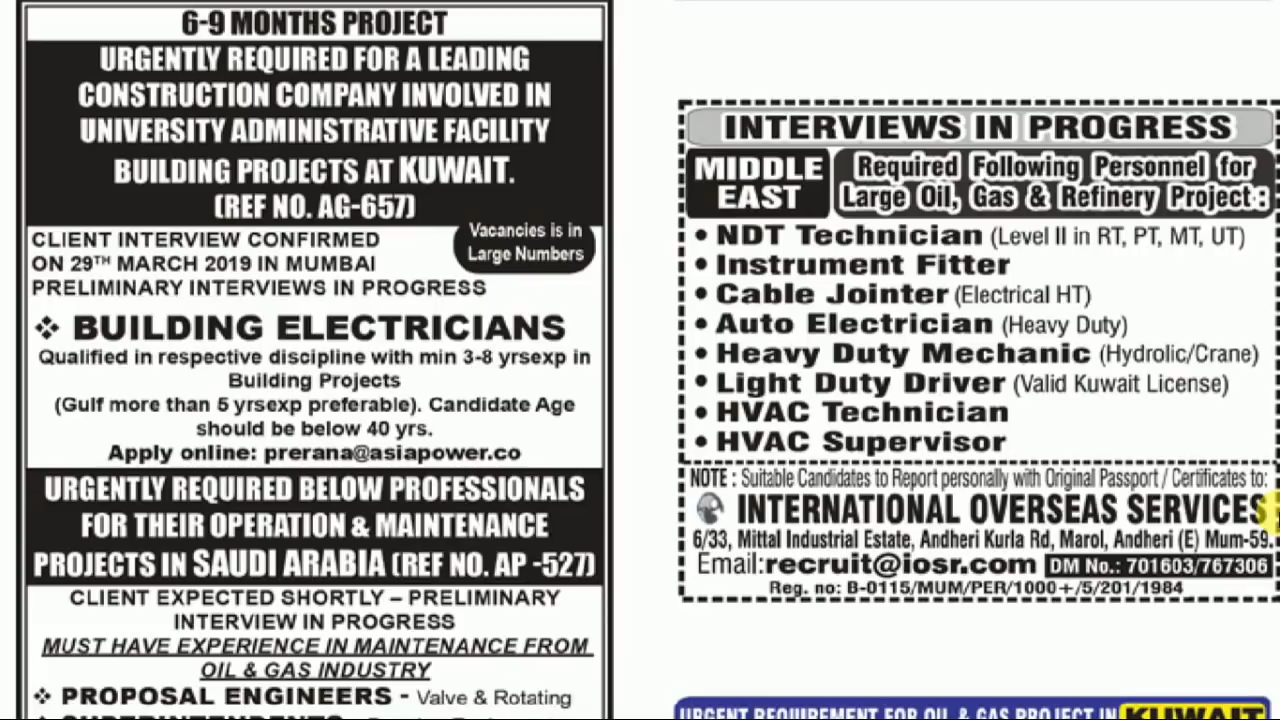 6-9 MONTHS PROJECT
URGENTLY REQUIRED FOR A LEADING
CONSTRUCTION COMPANY INVOLVED IN
UNIVERSITY ADMINISTRATIVE FACILITY
BUILDING PROJECTS AT KUWAIT.
(REF NO. AG-657)
CLIENT INTERVIEW CONFIRMED
ON 29TH MARCH 2019 IN MUMBAI
PRELIMINARY INTERVIEWS IN PROGRESS
Vacancies is in
Large Numbers
❖ BUILDING ELECTRICIANS
Qualified in respective discipline with min 3-8 yrsexp in
Building Projects
(Gulf more than 5 yrsexp preferable). Candidate Age
should be below 40 yrs.
Apply online: prerana@asiapower.co
URGENTLY REQUIRED BELOW PROFESSIONALS
FOR THEIR OPERATION & MAINTENANCE
PROJECTS IN SAUDI ARABIA (REF NO. AP -527)
CLIENT EXPECTED SHORTLY – PRELIMINARY
INTERVIEW IN PROGRESS
MUST HAVE EXPERIENCE IN MAINTENANCE FROM
OIL & GAS INDUSTRY
❖ PROPOSAL ENGINEERS - Valve & Rotating
INTERVIEWS IN PROGRESS
MIDDLE EAST
Required Following Personnel for
Large Oil, Gas & Refinery Project :
• NDT Technician (Level II in RT, PT, MT, UT)
• Instrument Fitter
• Cable Jointer (Electrical HT)
• Auto Electrician (Heavy Duty)
• Heavy Duty Mechanic (Hydrolic/Crane)
• Light Duty Driver (Valid Kuwait License)
• HVAC Technician
• HVAC Supervisor
NOTE : Suitable Candidates to Report personally with Original Passport / Certificates to:
INTERNATIONAL OVERSEAS SERVICES
6/33, Mittal Industrial Estate, Andheri Kurla Rd, Marol, Andheri (E) Mum-59.
Email:recruit@iosr.com DM No.: 701603/767306
Reg. no: B-0115/MUM/PER/1000+/5/201/1984
URGENT REQUIREMENT FOR OIL & GAS PROJECT IN KUWAIT